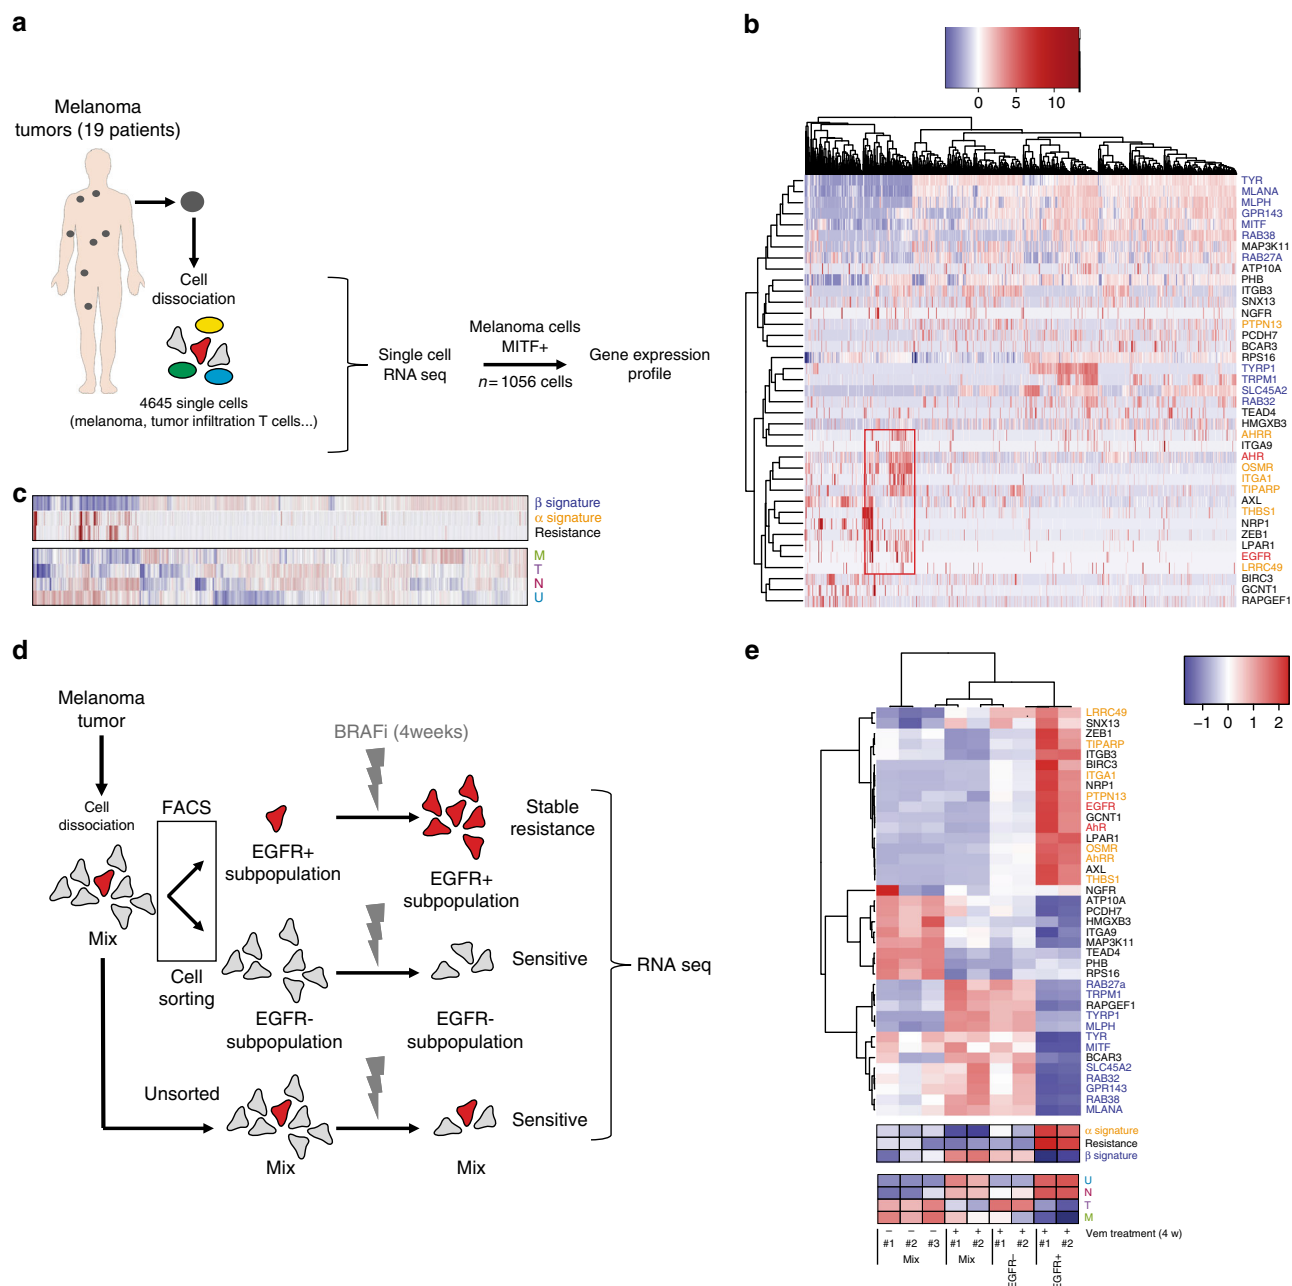 a
Melanoma
tumors (19 patients)
Cell
dissociation
4645 single cells
(melanoma, tumor infiltration T cells...)
Single cell
RNA seq
Melanoma cells
MITF+
n = 1056 cells
Gene expression
profile
b
0 5 10
TYR
MLANA
MLPH
GPR143
MITF
RAB38
MAP3K11
RAB27A
ATP10A
PHB
ITGB3
SNX13
NGFR
PTPN13
PCDH7
BCAR3
RPS16
TYRP1
TRPM1
SLC45A2
RAB32
TEAD4
HMGXB3
AHRR
ITGA9
AHR
OSMR
ITGA1
TIPARP
AXL
THBS1
NRP1
ZEB1
LPAR1
EGFR
LRRC49
BIRC3
GCNT1
RAPGEF1
c
β signature
α signature
Resistance
M
T
N
U
d
Melanoma
tumor
Cell
dissociation
Mix
FACS
Cell
sorting
BRAFi (4weeks)
EGFR+
subpopulation
EGFR+
subpopulation
Stable
resistance
EGFR-
subpopulation
EGFR-
subpopulation
Sensitive
Unsorted
Mix
Mix
Sensitive
RNA seq
e
−1 0 1 2
LRRC49
SNX13
ZEB1
TIPARP
ITGB3
BIRC3
ITGA1
NRP1
PTPN13
EGFR
GCNT1
AhR
LPAR1
OSMR
AhRR
AXL
THBS1
NGFR
ATP10A
PCDH7
HMGXB3
ITGA9
MAP3K11
TEAD4
PHB
RPS16
RAB27a
TRPM1
RAPGEF1
TYRP1
MLPH
TYR
MITF
BCAR3
SLC45A2
RAB32
GPR143
RAB38
MLANA
α signature
Resistance
β signature
U
N
T
M
− − − + + + + + + Vem treatment (4 w)
#1 #2 #3 #1 #2 #1 #2 #1 #2
Mix Mix EGFR− EGFR+